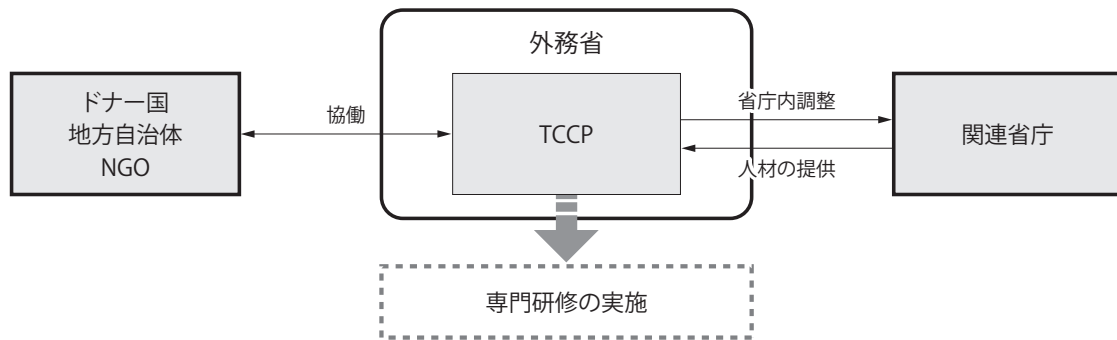 外務省
ドナー国
地方自治体
NGO
協働
TCCP
省庁内調整
人材の提供
関連省庁
専門研修の実施